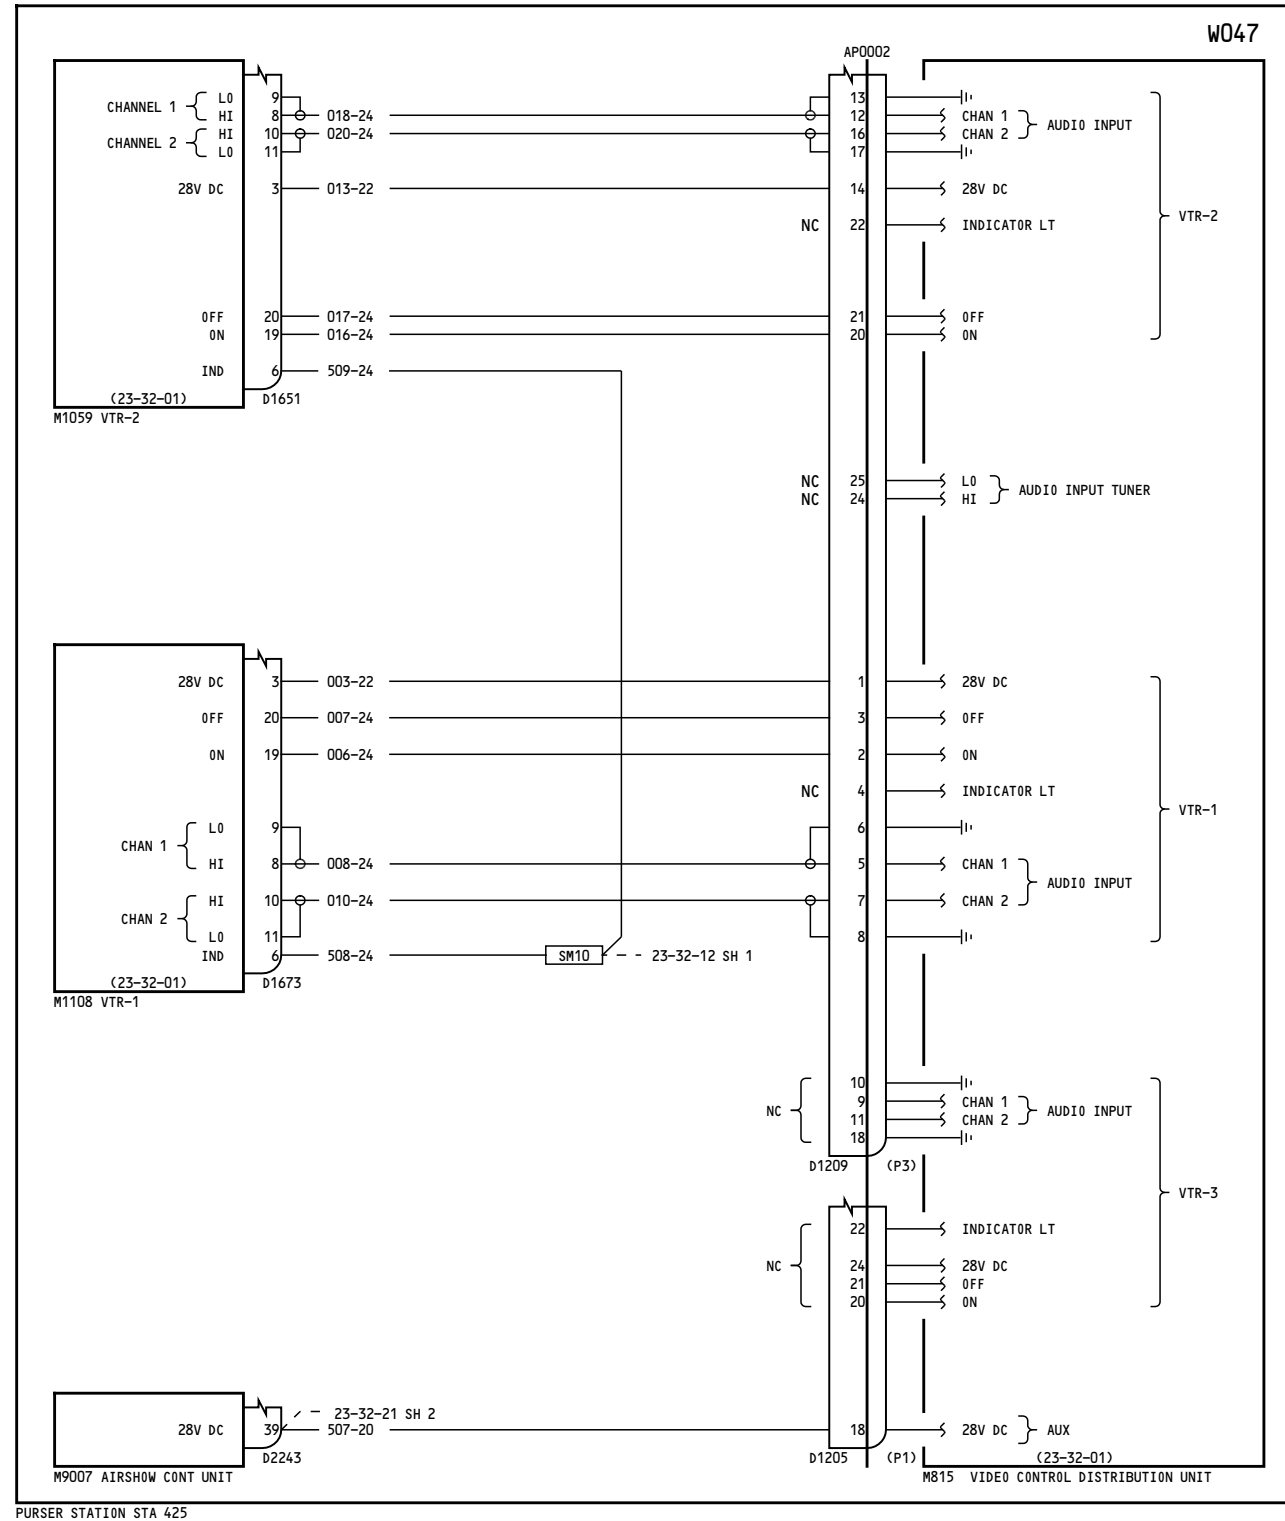 W047
AP0002
CHANNEL 1
LO 9
HI 8 018-24
CHANNEL 2
HI 10 020-24
LO 11
28V DC 3 013-22
OFF 20 017-24
ON 19 016-24
IND 6 509-24
(23-32-01) D1651
M1059 VTR-2
13
12 CHAN 1
16 CHAN 2
AUDIO INPUT
17
14 28V DC
NC 22 INDICATOR LT
VTR-2
21 OFF
20 ON
NC 25 LO
NC 24 HI
AUDIO INPUT TUNER
28V DC 3 003-22
OFF 20 007-24
ON 19 006-24
CHAN 1
LO 9
HI 8 008-24
CHAN 2
HI 10 010-24
LO 11
IND 6 508-24 SM10 23-32-12 SH 1
(23-32-01) D1673
M1108 VTR-1
1 28V DC
3 OFF
2 ON
NC 4 INDICATOR LT
VTR-1
6
5 CHAN 1
7 CHAN 2
AUDIO INPUT
8
NC
10
9 CHAN 1
11 CHAN 2
AUDIO INPUT
18
D1209 (P3)
VTR-3
NC
22 INDICATOR LT
24 28V DC
21 OFF
20 ON
23-32-21 SH 2
28V DC 39 507-20 18 28V DC AUX
D2243 D1205 (P1) (23-32-01)
M9007 AIRSHOW CONT UNIT
M815 VIDEO CONTROL DISTRIBUTION UNIT
PURSER STATION STA 425